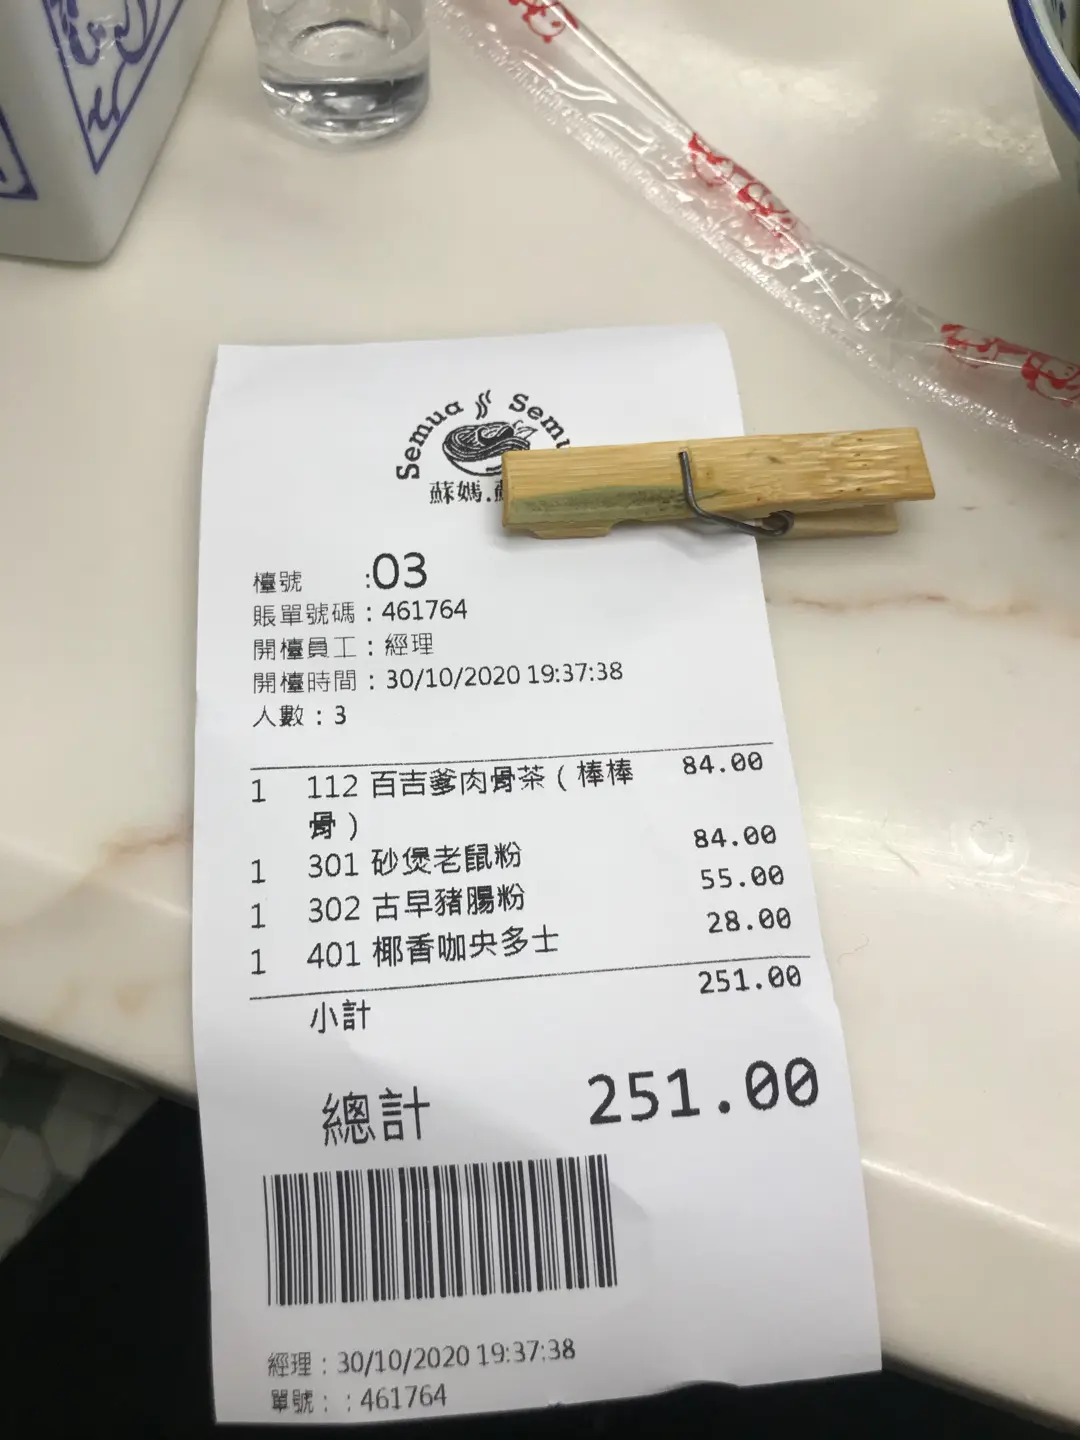 Semua Semu
蘇媽.
檯號 :03
賬單號碼：461764
開檯員工：經理
開檯時間：30/10/2020 19:37:38
人數：3
1 112 百吉爹肉骨茶（棒棒 84.00
骨）
1 301 砂煲老鼠粉 84.00
1 302 古早豬腸粉 55.00
1 401 椰香咖央多士 28.00
小計 251.00
總計 251.00
經理：30/10/2020 19:37:38
單號：：461764